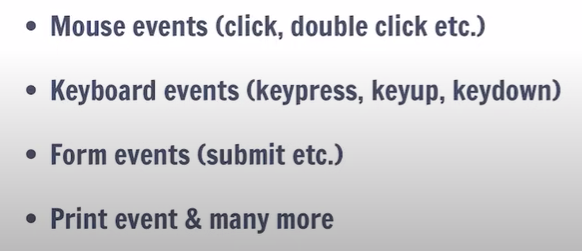 • Mouse events (click, double click etc.)
• Keyboard events (keypress, keyup, keydown)
• Form events (submit etc.)
• Print event & many more